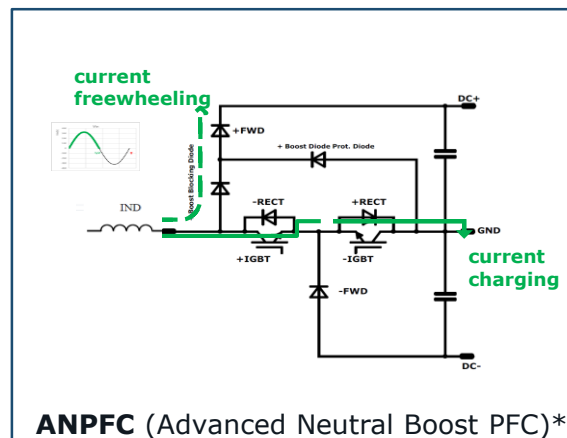 current
freewheeling
DC+
+FWD
+ Boost Diode Prot. Diode
Boost Blocking Diode
-RECT
+RECT
IND
GND
+IGBT
-IGBT
current
charging
-FWD
DC-
ANPFC (Advanced Neutral Boost PFC)*